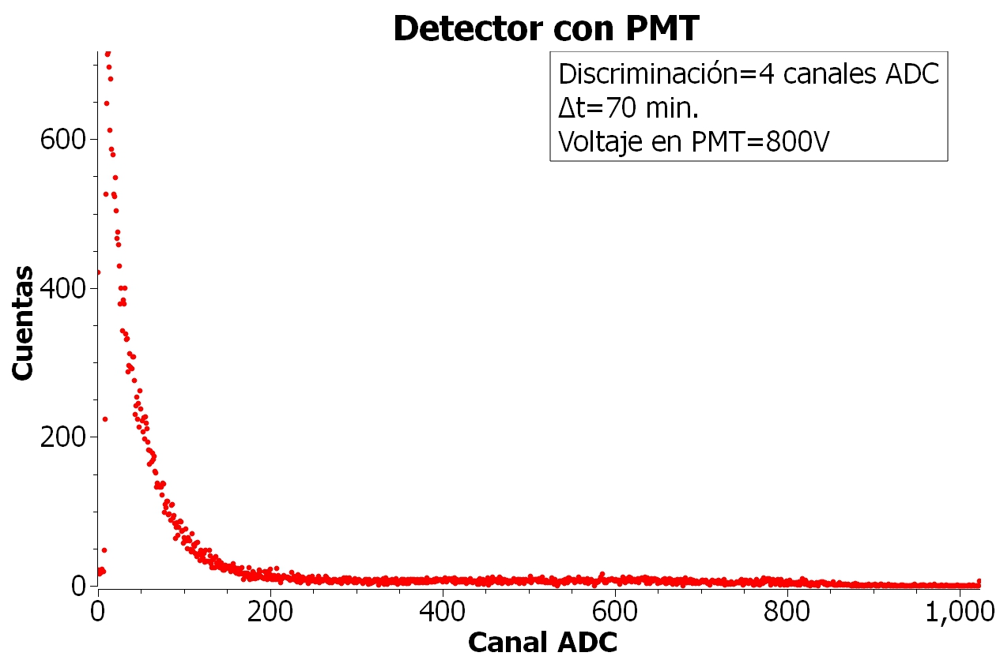 Detector con PMT
Discriminación=4 canales ADC
Δt=70 min.
Voltaje en PMT=800V
Cuentas
600
400
200
0
0 200 400 600 800 1,000
Canal ADC